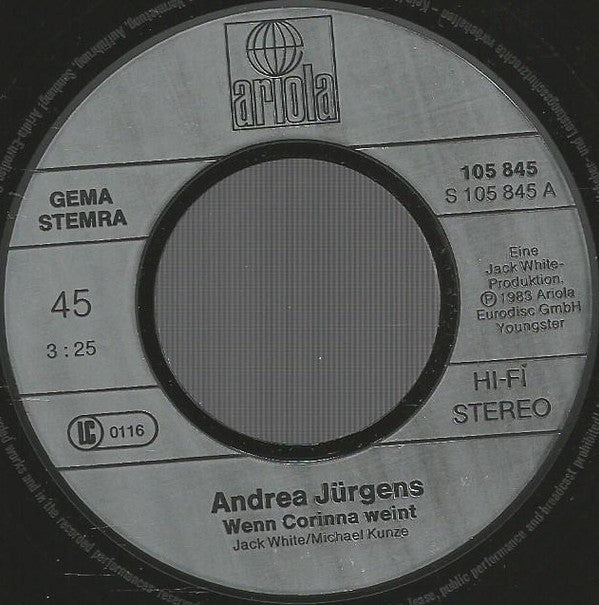 ariola
GEMA
STEMRA
105 845
S 105 845 A
45
3 : 25
Eine
Jack White-
Produktion.
Ⓟ 1983 Ariola
Eurodisc GmbH
Youngster
LC 0116
HI-FI
STEREO
Andrea Jürgens
Wenn Corinna weint
Jack White/Michael Kunze